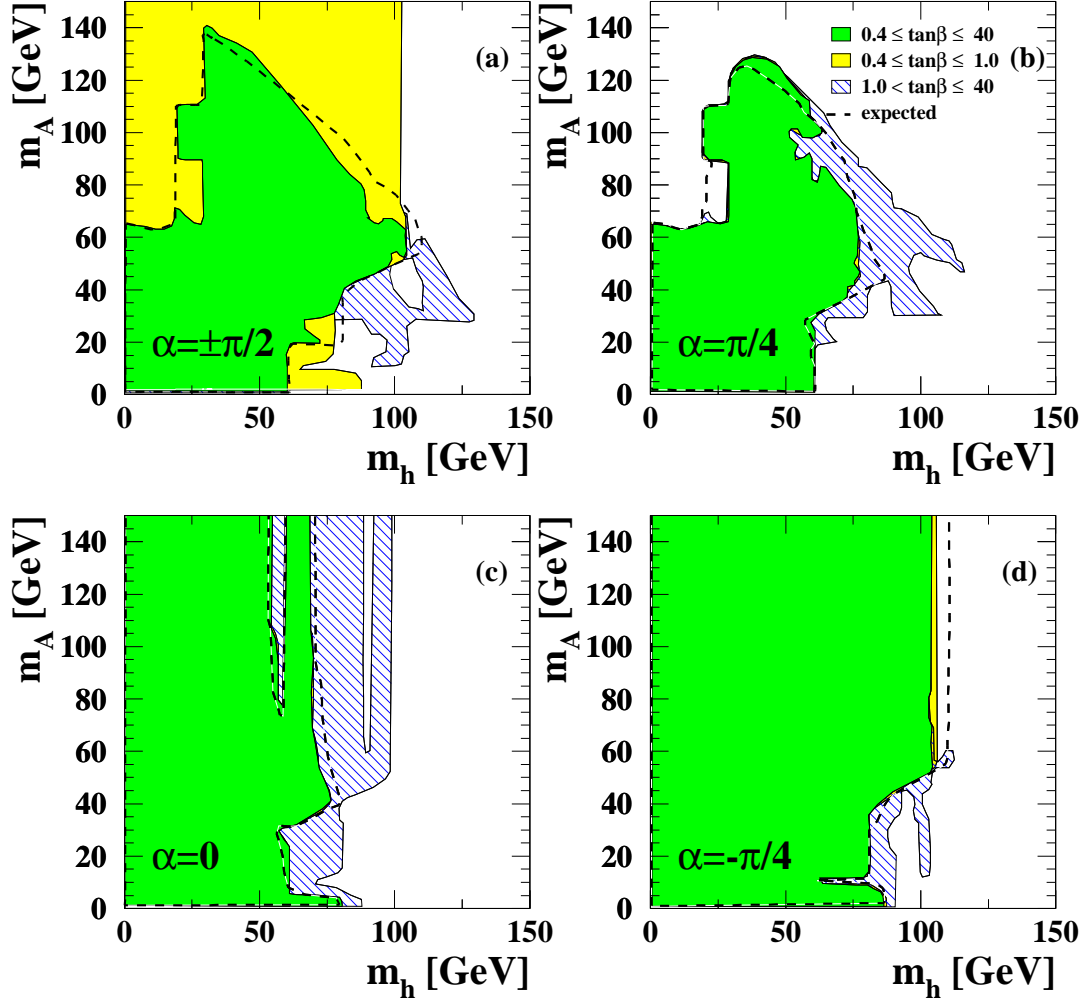 m_A [GeV]
140
120
100
80
60
40
20
0
(a)
α=±π/2
0 50 100 150
m_h [GeV]
m_A [GeV]
140
120
100
80
60
40
20
0
(b)
0.4 ≤ tanβ ≤ 40
0.4 ≤ tanβ ≤ 1.0
1.0 < tanβ ≤ 40
expected
α=π/4
0 50 100 150
m_h [GeV]
m_A [GeV]
140
120
100
80
60
40
20
0
(c)
α=0
0 50 100 150
m_h [GeV]
m_A [GeV]
140
120
100
80
60
40
20
0
(d)
α=-π/4
0 50 100 150
m_h [GeV]